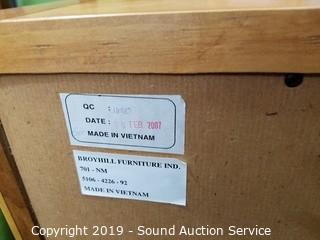 QC :
DATE : FEB 2007
MADE IN VIETNAM
BROYHILL FURNITURE IND.
701 - NM
5106 - 4226 - 92
MADE IN VIETNAM
Copyright © 2019 - Sound Auction Service